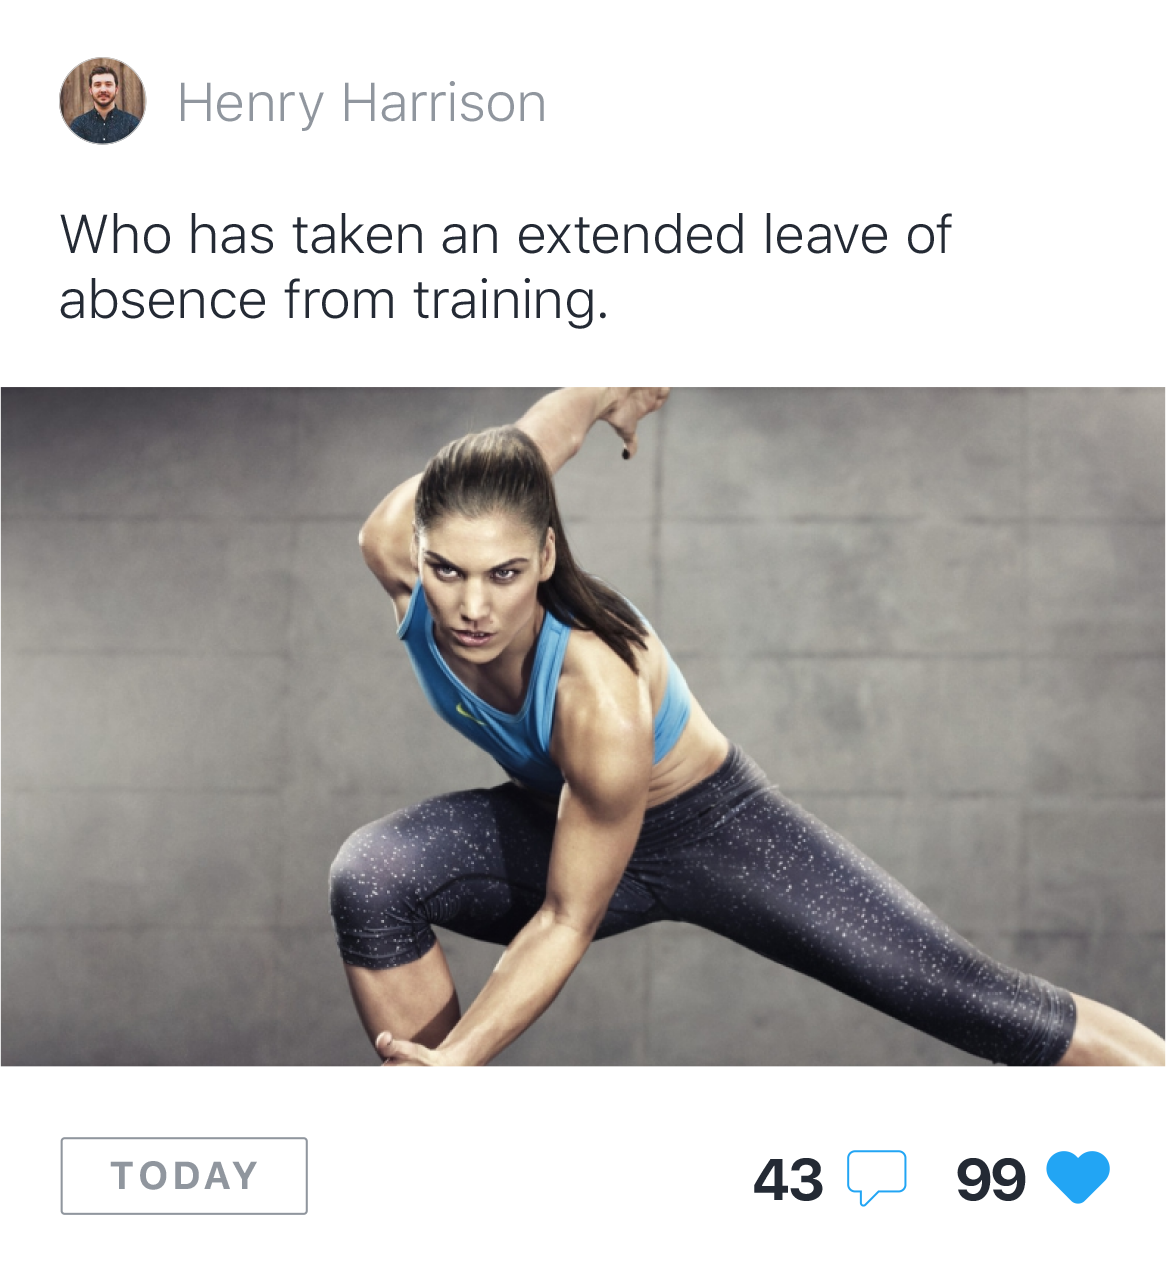 Henry Harrison
Who has taken an extended leave of
absence from training.
TODAY
43
99